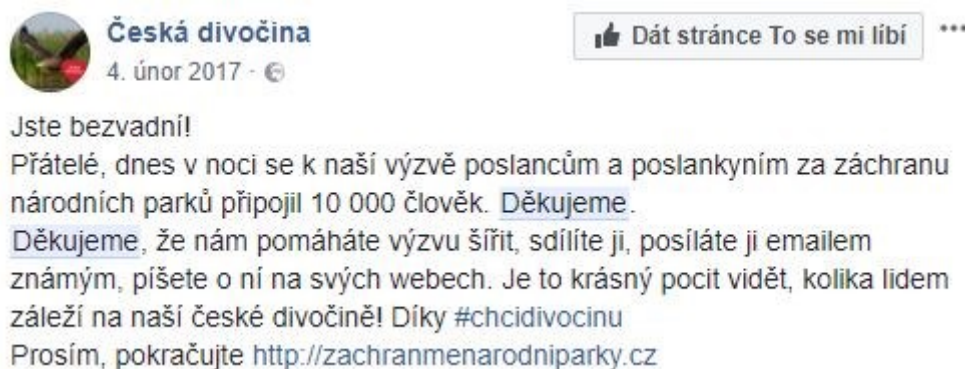 Česká divočina
Dát stránce To se mi líbí
4. únor 2017 ·
Jste bezvadní!
Přátelé, dnes v noci se k naší výzvě poslancům a poslankyním za záchranu
národních parků připojil 10 000 člověk. Děkujeme.
Děkujeme, že nám pomáháte výzvu šířit, sdílíte ji, posíláte ji emailem
známým, píšete o ní na svých webech. Je to krásný pocit vidět, kolika lidem
záleží na naší české divočině! Díky #chcidivocinu
Prosím, pokračujte http://zachranmenarodniparky.cz